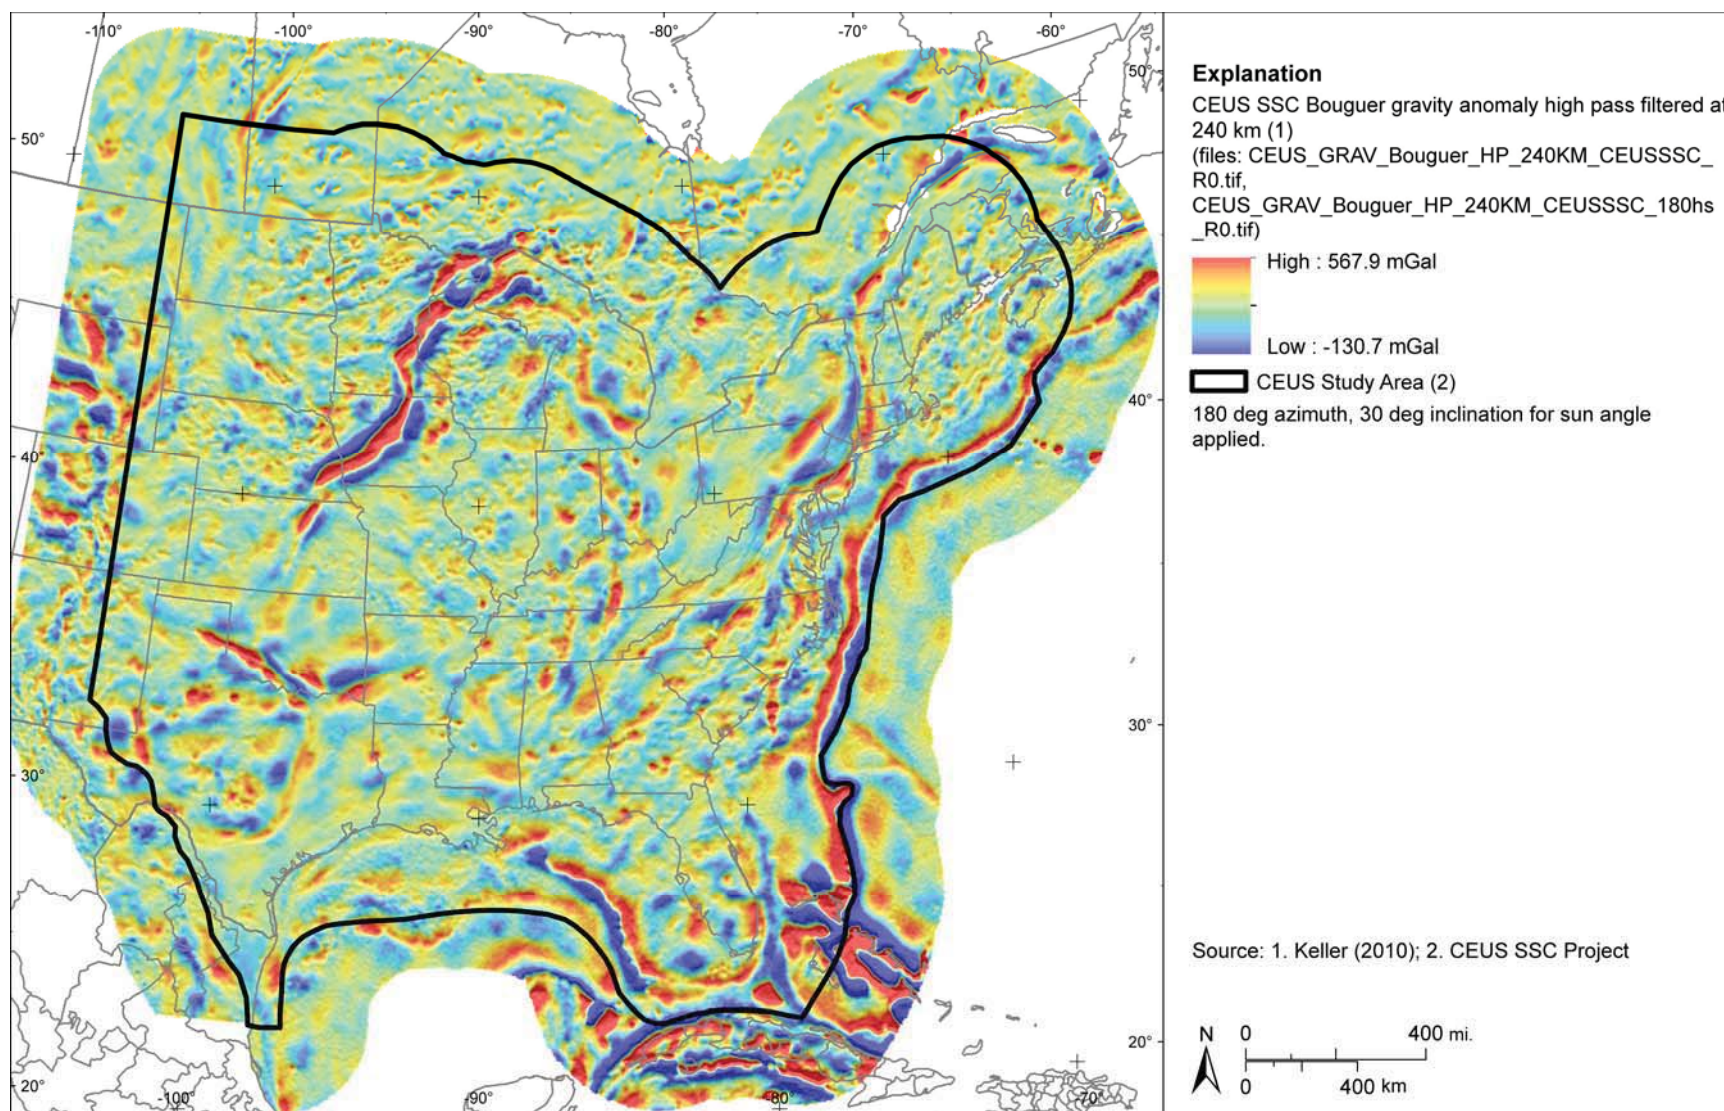 -110° -100° -90° -80° -70° -60°
50° 50°
40° 40°
30° 30°
20° 20°
-100° -90° -80° -70°
Explanation
CEUS SSC Bouguer gravity anomaly high pass filtered at
240 km (1)
(files: CEUS_GRAV_Bouguer_HP_240KM_CEUSSSC_
R0.tif,
CEUS_GRAV_Bouguer_HP_240KM_CEUSSSC_180hs
_R0.tif)
High : 567.9 mGal
Low : -130.7 mGal
CEUS Study Area (2)
180 deg azimuth, 30 deg inclination for sun angle
applied.
Source: 1. Keller (2010); 2. CEUS SSC Project
N 0 400 mi.
0 400 km